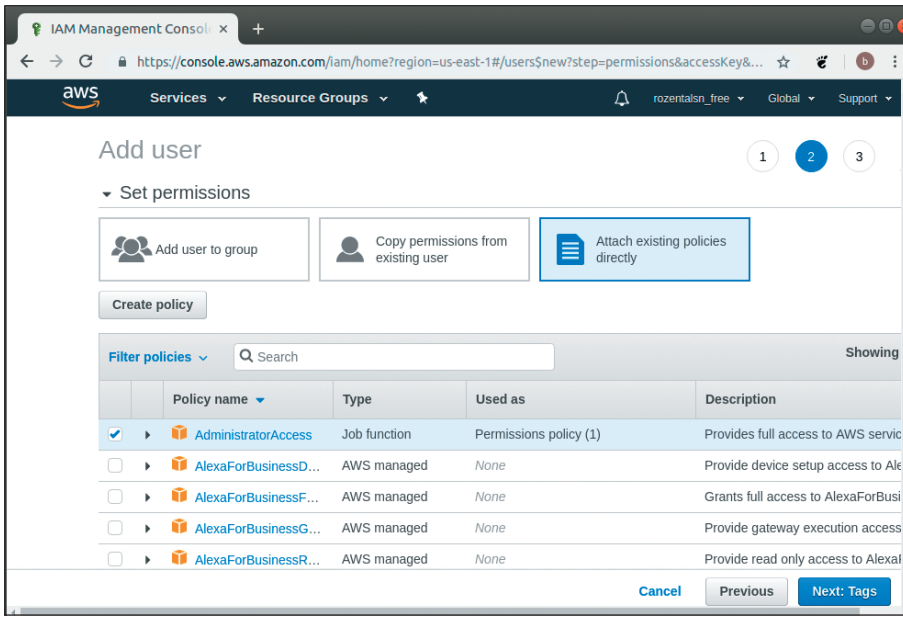 IAM Management Consol
https://console.aws.amazon.com/iam/home?region=us-east-1#/users$new?step=permissions&accessKey&...
b
aws Services Resource Groups rozentalsn_free Global Support
Add user
1 2 3
Set permissions
Add user to group
Copy permissions from
existing user
Attach existing policies
directly
Create policy
Filter policies Search Showing
Policy name Type Used as Description
AdministratorAccess Job function Permissions policy (1) Provides full access to AWS servic
AlexaForBusinessD... AWS managed None Provide device setup access to Ale
AlexaForBusinessF... AWS managed None Grants full access to AlexaForBusi
AlexaForBusinessG... AWS managed None Provide gateway execution access
AlexaForBusinessR... AWS managed None Provide read only access to Alexa
Cancel Previous Next: Tags